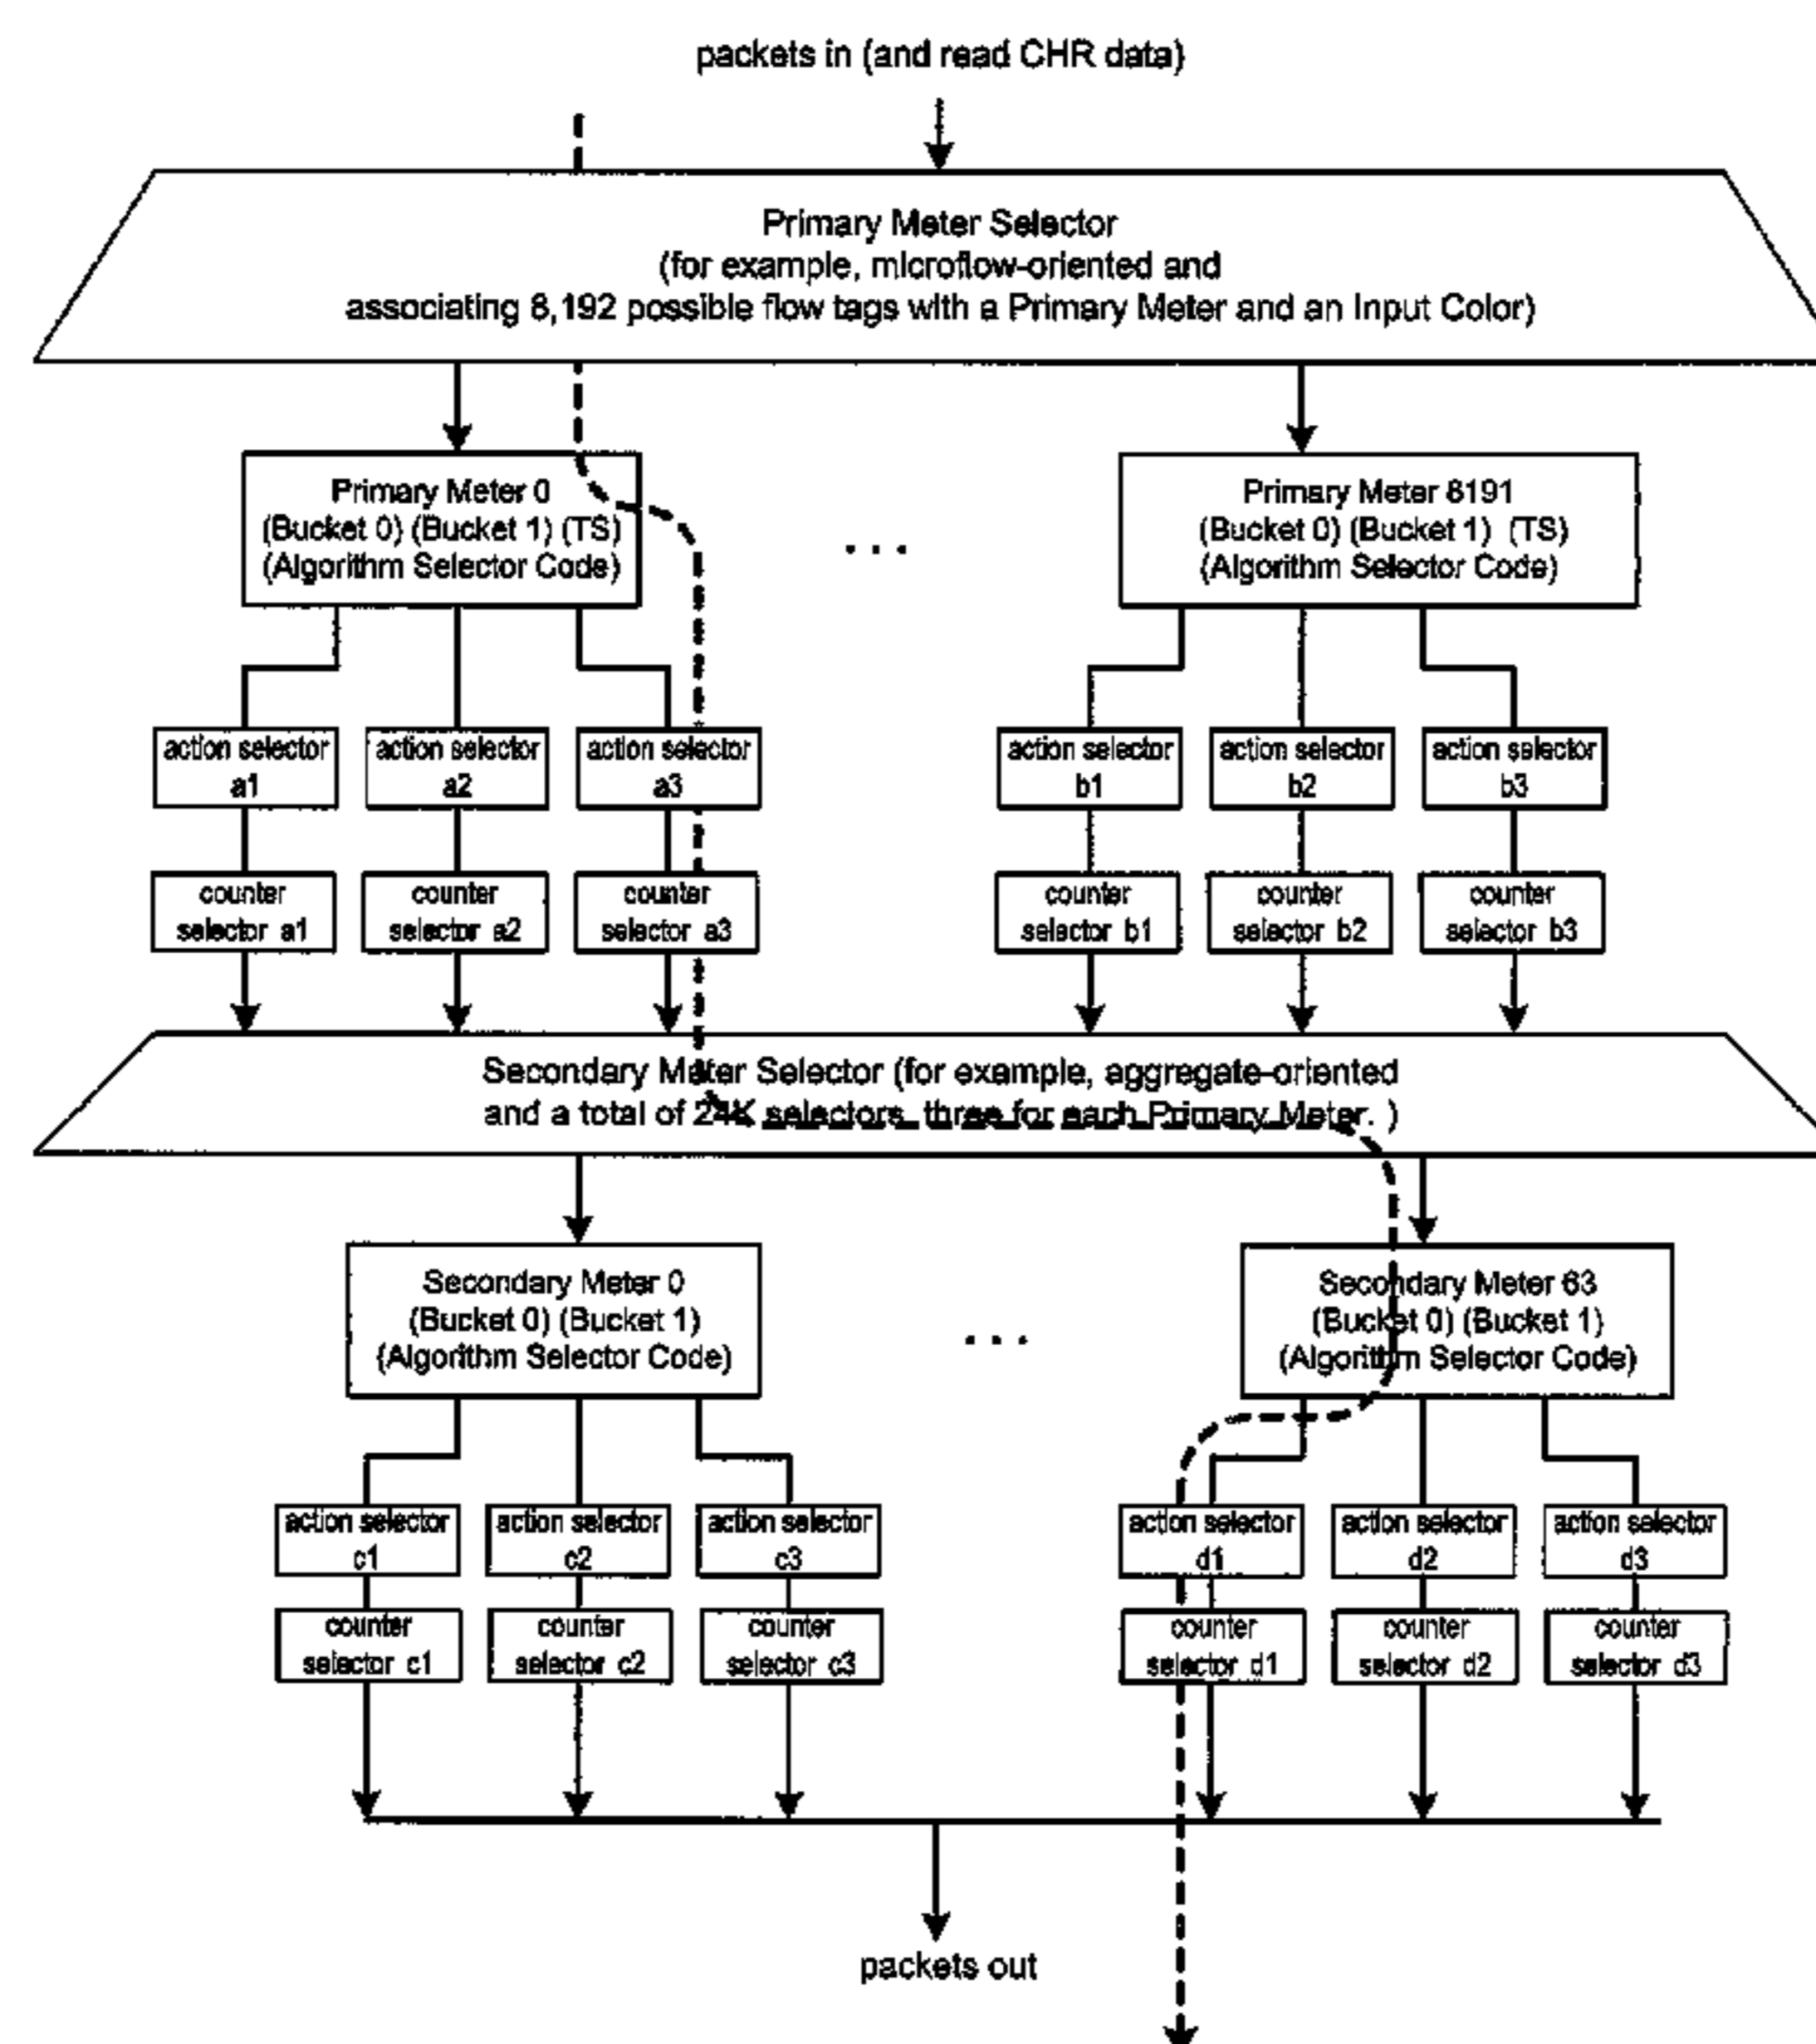 packets in (and read CHR data)
Primary Meter Selector
(for example, microflow-oriented and
associating 8,192 possible flow tags with a Primary Meter and an Input Color)
Primary Meter 0
(Bucket 0) (Bucket 1) (TS)
(Algorithm Selector Code)
. . .
Primary Meter 8191
(Bucket 0) (Bucket 1) (TS)
(Algorithm Selector Code)
action selector
a1
action selector
a2
action selector
a3
action selector
b1
action selector
b2
action selector
b3
counter
selector a1
counter
selector a2
counter
selector a3
counter
selector b1
counter
selector b2
counter
selector b3
Secondary Meter Selector (for example, aggregate-oriented
and a total of 24K selectors, three for each Primary Meter. )
Secondary Meter 0
(Bucket 0) (Bucket 1)
(Algorithm Selector Code)
. . .
Secondary Meter 63
(Bucket 0) (Bucket 1)
(Algorithm Selector Code)
action selector
c1
action selector
c2
action selector
c3
action selector
d1
action selector
d2
action selector
d3
counter
selector c1
counter
selector c2
counter
selector c3
counter
selector d1
counter
selector d2
counter
selector d3
packets out